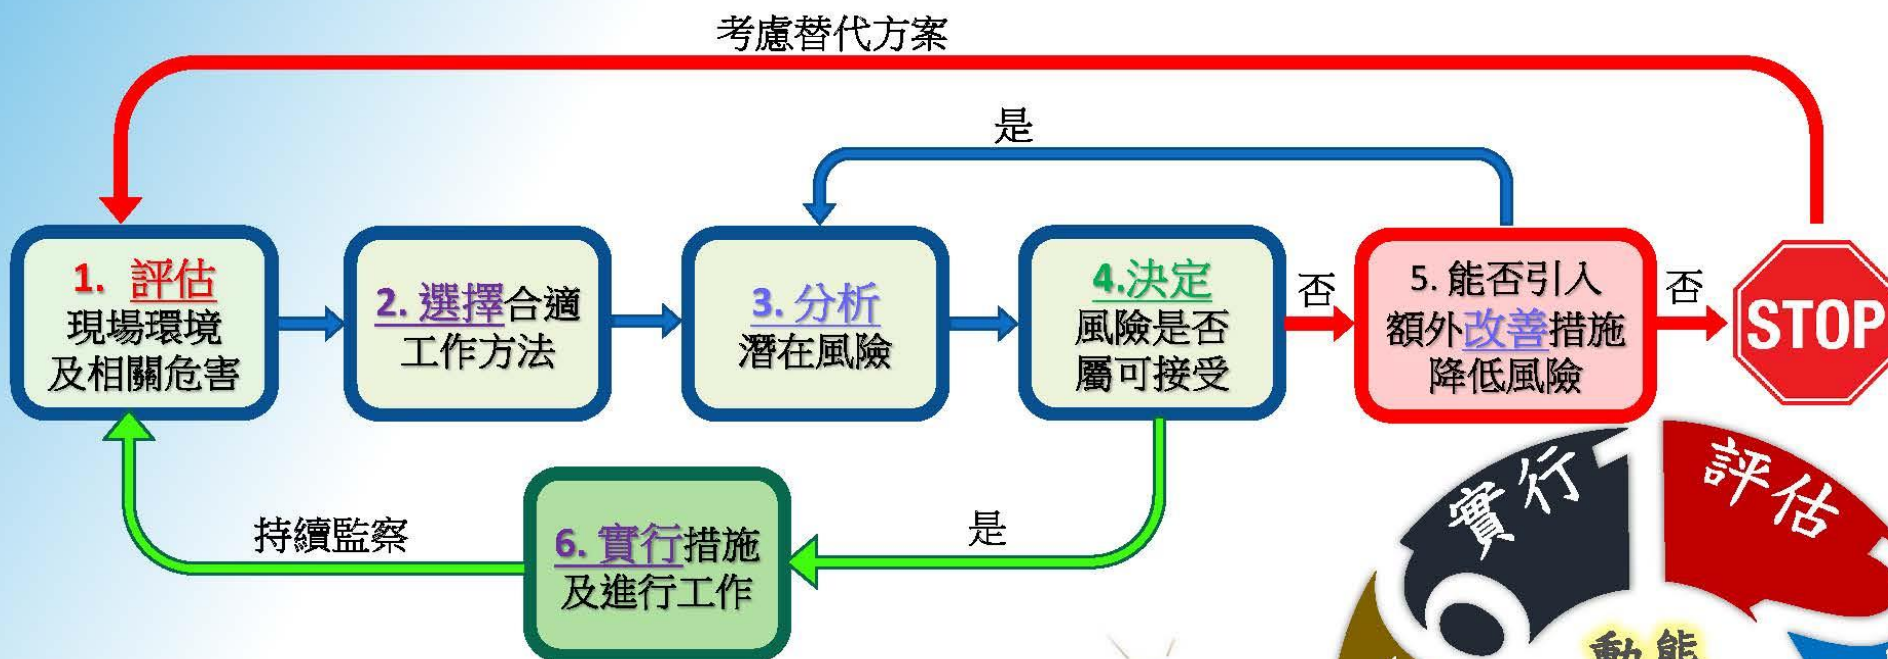 考慮替代方案
是
1. 評估
現場環境
及相關危害
2. 選擇合適
工作方法
3. 分析
潛在風險
4.決定
風險是否
屬可接受
否
5. 能否引入
額外改善措施
降低風險
否
STOP
持續監察
6. 實行措施
及進行工作
是
實行
評估
動態